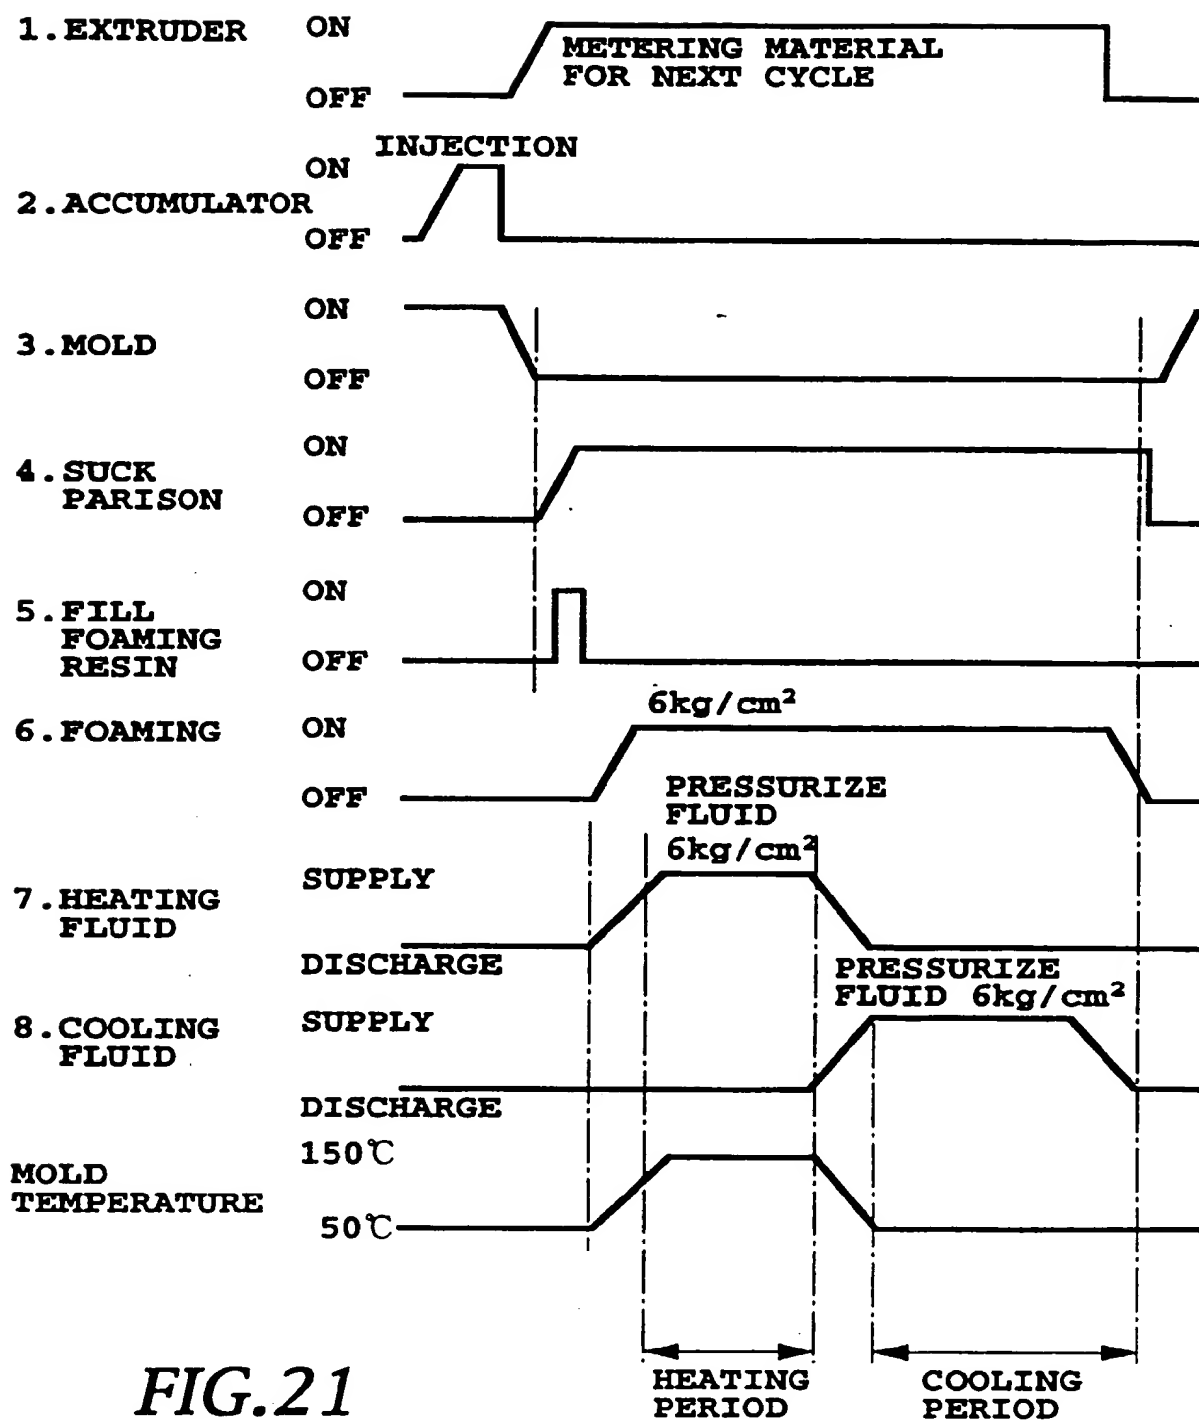 1.EXTRUDER
ON
METERING MATERIAL
FOR NEXT CYCLE
OFF
INJECTION
ON
2.ACCUMULATOR
OFF
ON
3.MOLD
OFF
ON
4.SUCK
PARISON
OFF
ON
5.FILL
FOAMING
RESIN
OFF
6kg/cm²
6.FOAMING
ON
OFF
PRESSURIZE
FLUID
6kg/cm²
SUPPLY
7.HEATING
FLUID
DISCHARGE
PRESSURIZE
FLUID 6kg/cm²
8.COOLING
FLUID
SUPPLY
DISCHARGE
150℃
MOLD
TEMPERATURE
50℃
HEATING
PERIOD
COOLING
PERIOD
FIG.21